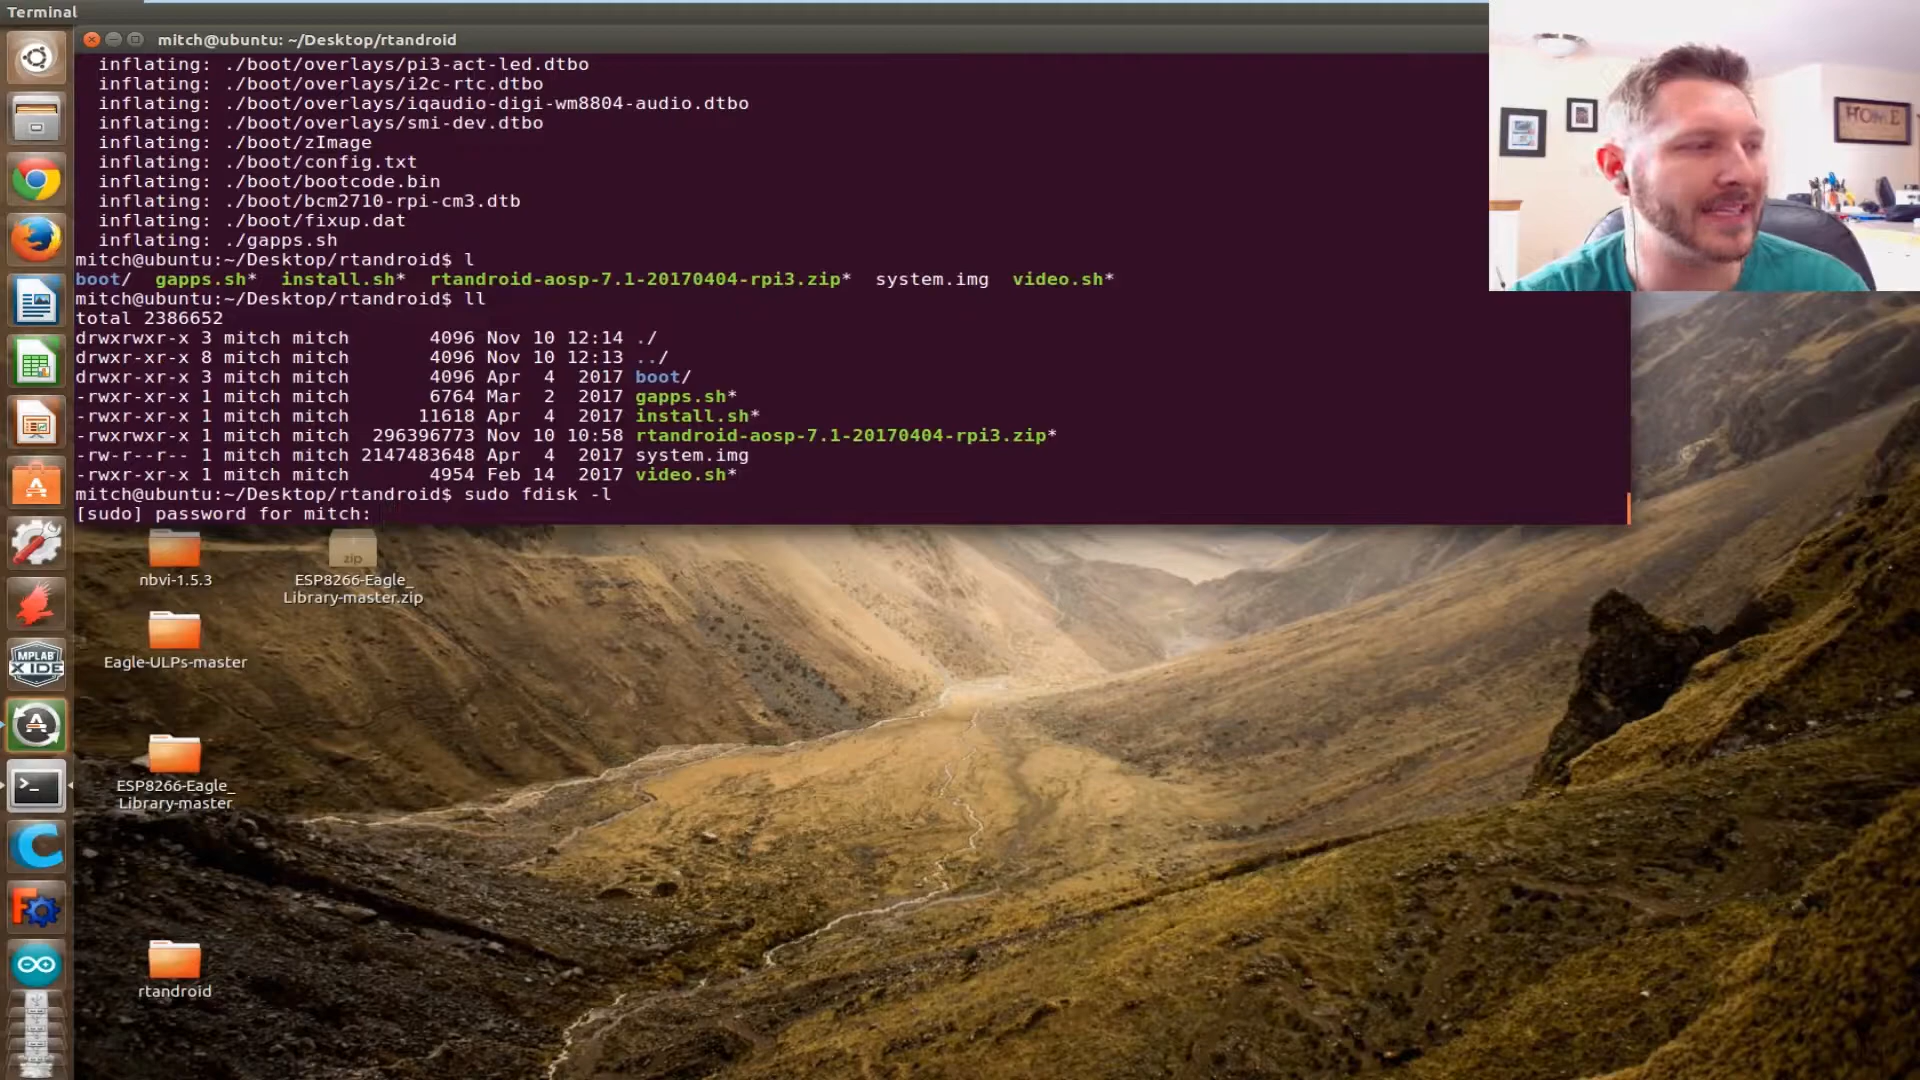 Terminal
mitch@ubuntu: ~/Desktop/rtandroid
inflating: ./boot/overlays/pi3-act-led.dtbo
inflating: ./boot/overlays/i2c-rtc.dtbo
inflating: ./boot/overlays/iqaudio-digi-wm8804-audio.dtbo
inflating: ./boot/overlays/smi-dev.dtbo
inflating: ./boot/zImage
inflating: ./boot/config.txt
inflating: ./boot/bootcode.bin
inflating: ./boot/bcm2710-rpi-cm3.dtb
inflating: ./boot/fixup.dat
inflating: ./gapps.sh
mitch@ubuntu:~/Desktop/rtandroid$ l
boot/  gapps.sh*  install.sh*  rtandroid-aosp-7.1-20170404-rpi3.zip*  system.img  video.sh*
mitch@ubuntu:~/Desktop/rtandroid$ ll
total 2386652
drwxrwxr-x 3 mitch mitch       4096 Nov 10 12:14 ./
drwxr-xr-x 8 mitch mitch       4096 Nov 10 12:13 ../
drwxr-xr-x 3 mitch mitch       4096 Apr  4  2017 boot/
-rwxr-xr-x 1 mitch mitch       6764 Mar  2  2017 gapps.sh*
-rwxr-xr-x 1 mitch mitch      11618 Apr  4  2017 install.sh*
-rwxrwxr-x 1 mitch mitch  296396773 Nov 10 10:58 rtandroid-aosp-7.1-20170404-rpi3.zip*
-rw-r--r-- 1 mitch mitch 2147483648 Apr  4  2017 system.img
-rwxr-xr-x 1 mitch mitch       4954 Feb 14  2017 video.sh*
mitch@ubuntu:~/Desktop/rtandroid$ sudo fdisk -l
[sudo] password for mitch:
HOME
zip
nbvi-1.5.3
ESP8266-Eagle_
Library-master.zip
Eagle-ULPs-master
MPLAB
X IDE
ESP8266-Eagle_
Library-master
rtandroid